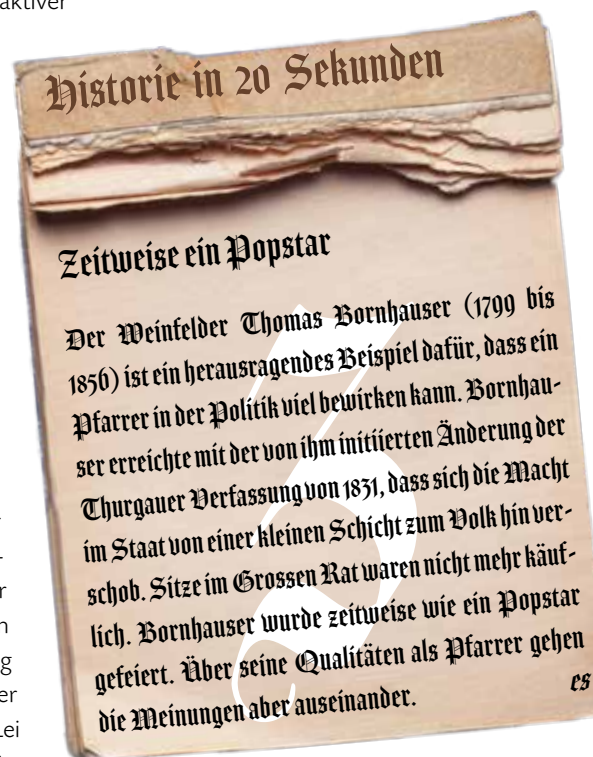 aktiver
Historie in 20 Sekunden
Zeitweise ein Popstar
Der Weinfelder Thomas Bornhauser (1799 bis
1856) ist ein herausragendes Beispiel dafür, dass ein
Pfarrer in der Politik viel bewirken kann. Bornhau-
ser erreichte mit der von ihm initiierten Änderung der
Thurgauer Verfassung von 1831, dass sich die Macht
im Staat von einer kleinen Schicht zum Volk hin ver-
schob. Sitze im Grossen Rat waren nicht mehr käuf-
lich. Bornhauser wurde zeitweise wie ein Popstar
gefeiert. Über seine Qualitäten als Pfarrer gehen
die Meinungen aber auseinander.
es